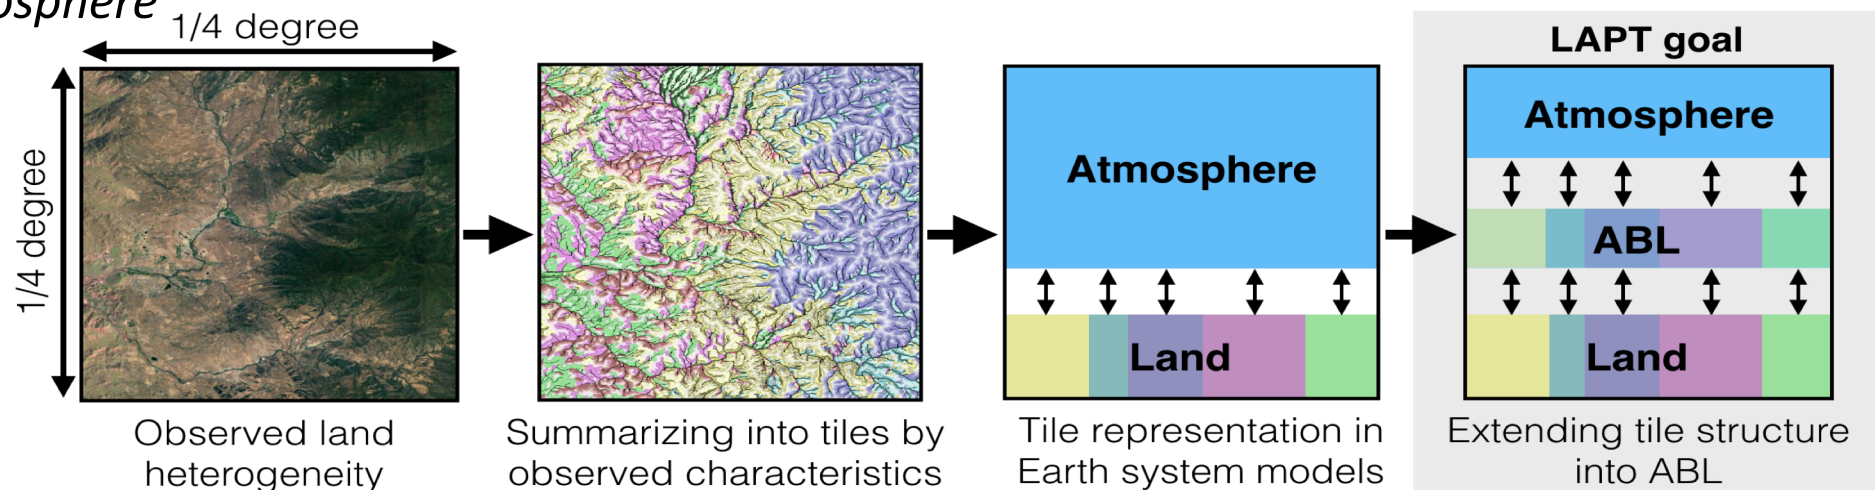 1/4 degree
1/4 degree
Observed land
heterogeneity
Summarizing into tiles by
observed characteristics
Atmosphere
Land
Tile representation in
Earth system models
LAPT goal
Atmosphere
ABL
Land
Extending tile structure
into ABL